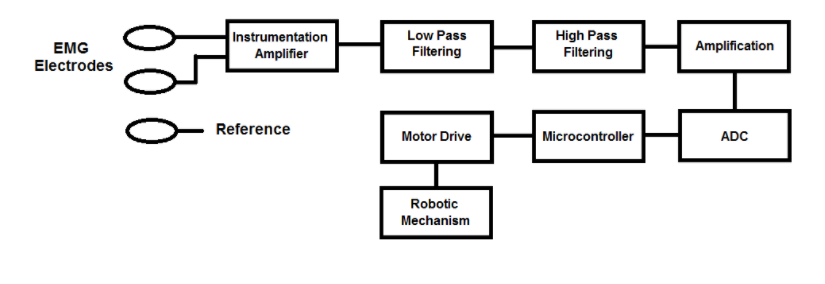 EMG
Electrodes
Instrumentation
Amplifier
Low Pass
Filtering
High Pass
Filtering
Amplification
Reference
Motor Drive
Microcontroller
ADC
Robotic
Mechanism